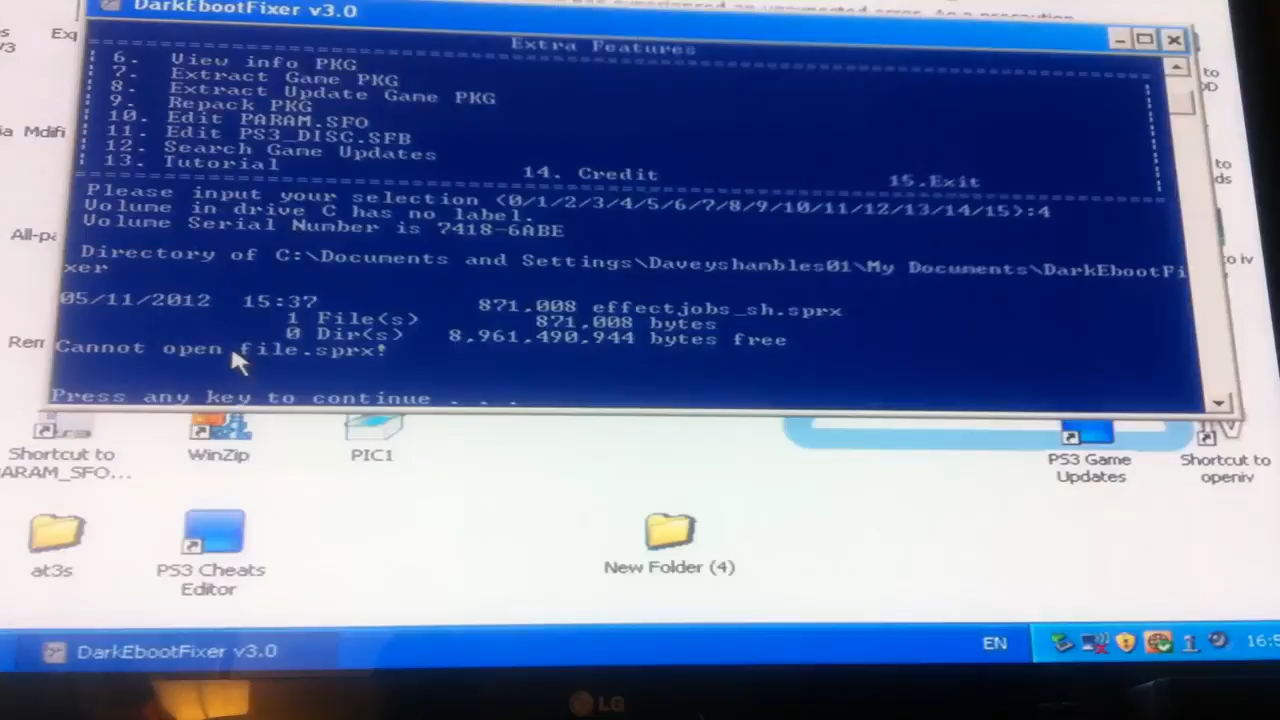 DarkEbootFixer v3.0
Extra Features
6. View info PKG
7. Extract Game PKG
8. Extract Update Game PKG
9. Repack PKG
10. Edit PARAM.SFO
11. Edit PS3_DISC.SFB
12. Search Game Updates
13. Tutorial 14. Credit 15.Exit
Please input your selection (0/1/2/3/4/5/6/7/8/9/10/11/12/13/14/15):4
Volume in drive C has no label.
Volume Serial Number is 7418-6ABE
Directory of C:\Documents and Settings\Daveyshambles01\My Documents\DarkEbootFi
xer
05/11/2012 15:37 871,008 effectjobs_sh.sprx
1 File(s) 871,008 bytes
0 Dir(s) 8,961,490,944 bytes free
Cannot open file.sprx!
Press any key to continue . . .
Shortcut to
ARAM_SFO...
WinZip
PIC1
PS3 Game
Updates
Shortcut to
openiv
at3s
PS3 Cheats
Editor
New Folder (4)
DarkEbootFixer v3.0
EN
LG